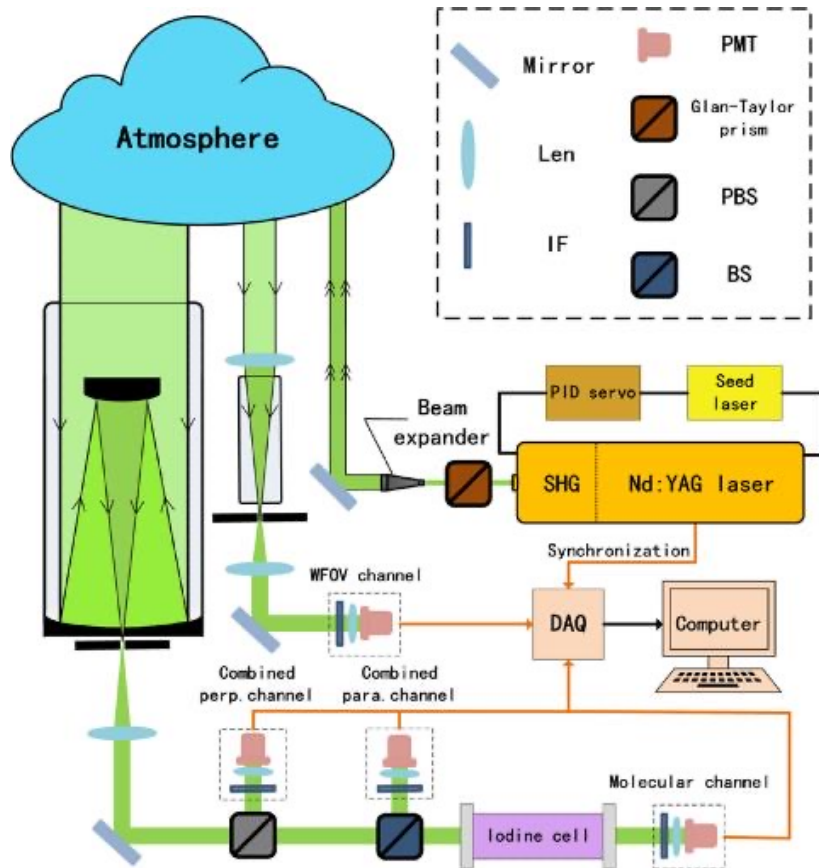 Atmosphere
Mirror
Len
IF
PMT
Glan-Taylor
prism
PBS
BS
Beam
expander
PID servo
Seed
laser
SHG
Nd:YAG laser
Synchronization
WFOV channel
DAQ
Computer
Combined
perp.channel
Combined
para.channel
Molecular channel
Iodine cell